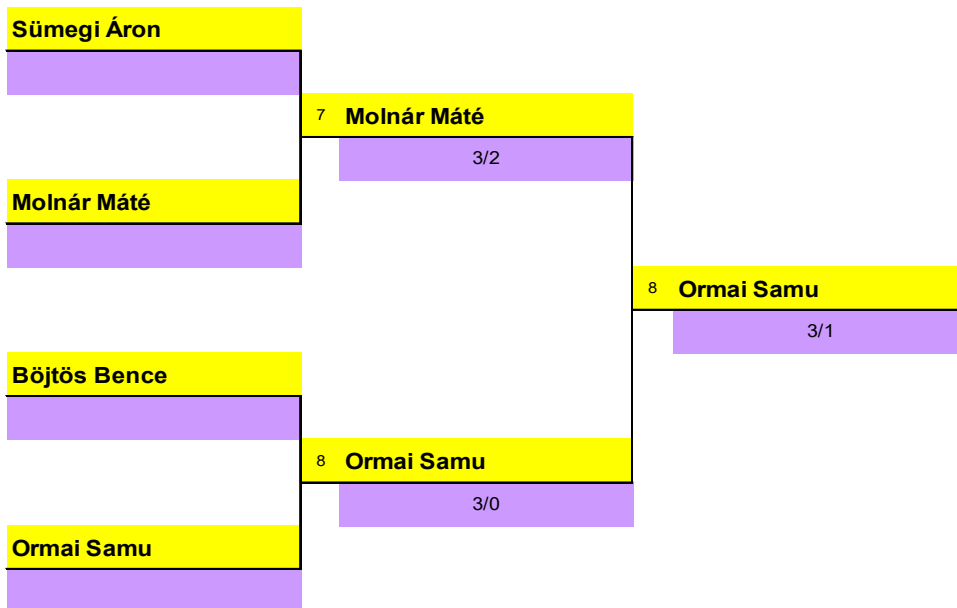 Sümegi Áron
7 Molnár Máté
3/2
Molnár Máté
8 Ormai Samu
3/1
Böjtös Bence
8 Ormai Samu
3/0
Ormai Samu